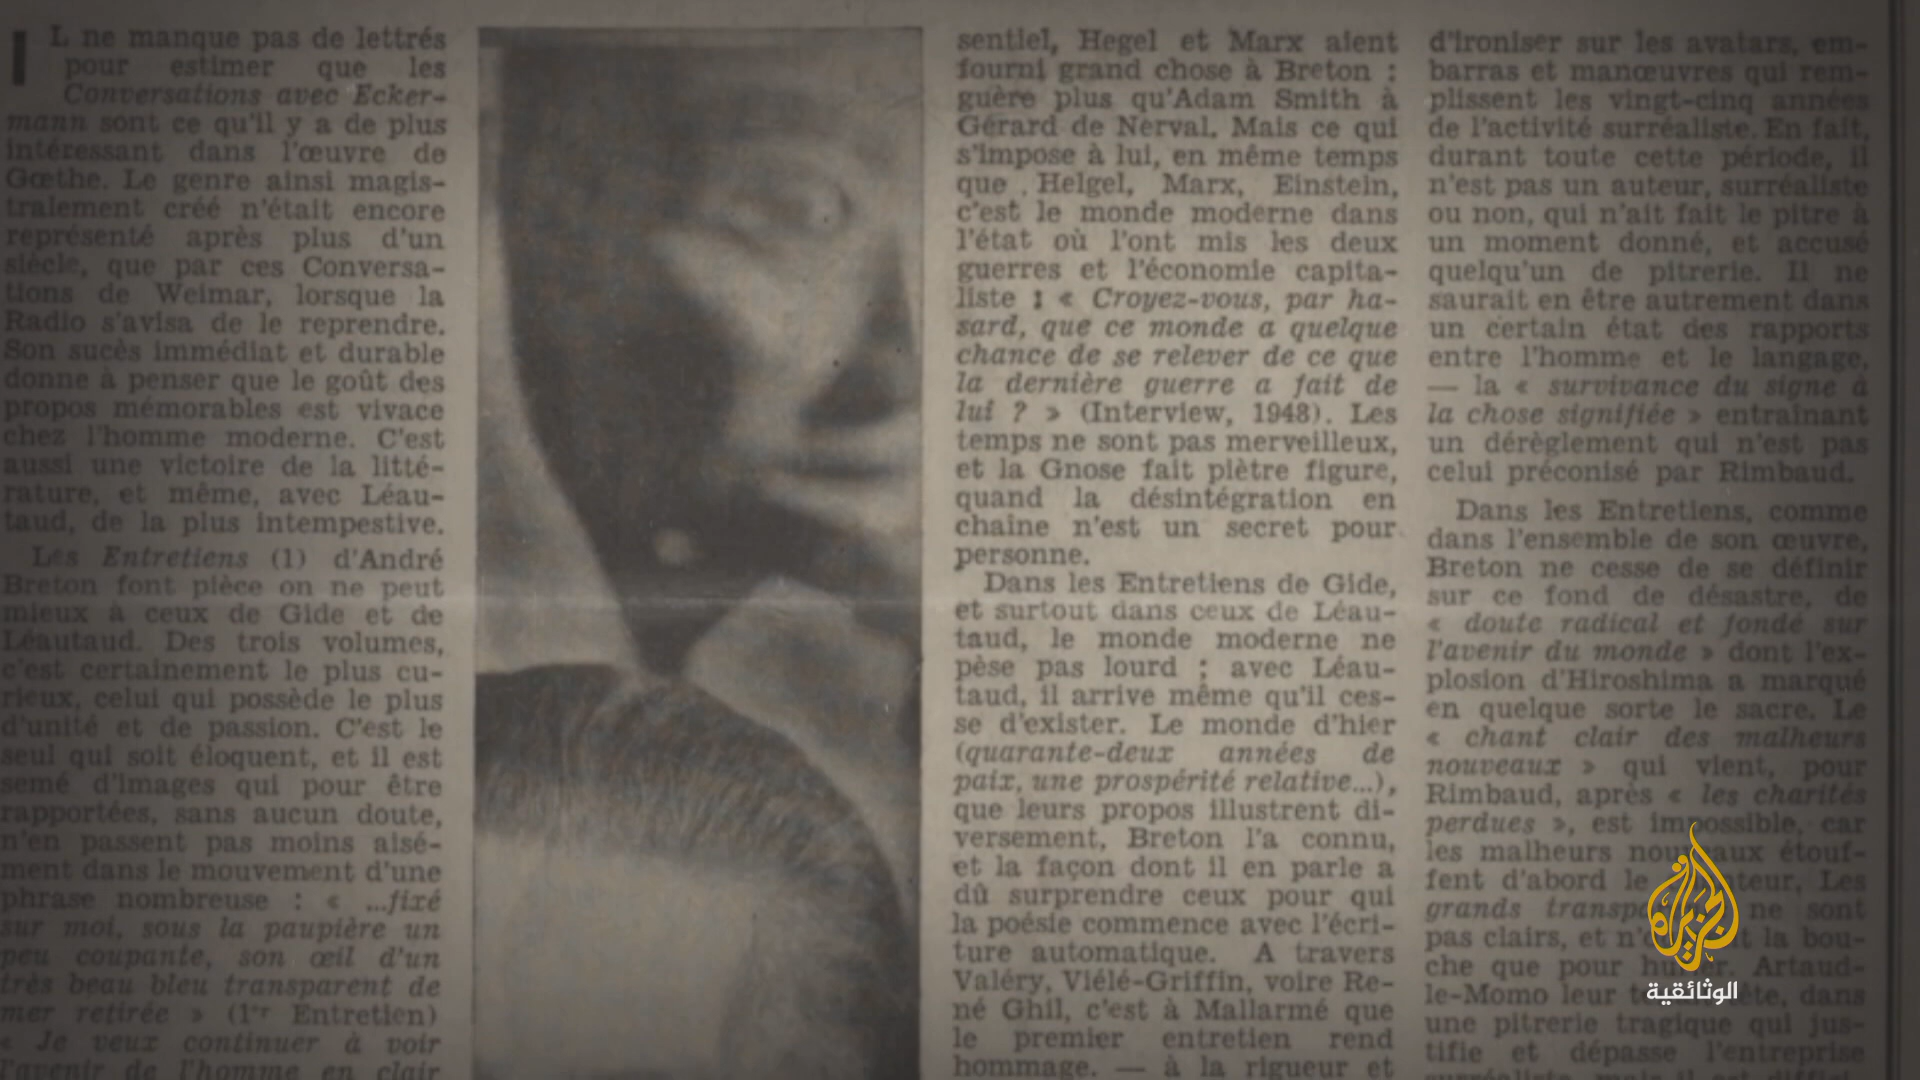 IL ne manque pas de lettrés
pour estimer que les
Conversations avec Ecker-
mann sont ce qu'il y a de plus
intéressant dans l'œuvre de
Gœthe. Le genre ainsi magis-
tralement créé n'était encore
représenté après plus d'un
siècle, que par ces Conversa-
tions de Weimar, lorsque la
Radio s'avisa de le reprendre.
Son sucès immédiat et durable
donne à penser que le goût des
propos mémorables est vivace
chez l'homme moderne. C'est
aussi une victoire de la litté-
rature, et même, avec Léau-
taud, de la plus intempestive.
Les Entretiens (1) d'André
Breton font pièce on ne peut
mieux à ceux de Gide et de
Léautaud. Des trois volumes,
c'est certainement le plus cu-
rieux, celui qui possède le plus
d'unité et de passion. C'est le
seul qui soit éloquent, et il est
semé d'images qui pour être
rapportées, sans aucun doute,
n'en passent pas moins aisé-
ment dans le mouvement d'une
phrase nombreuse : « ...fixé
sur moi, sous la paupière un
peu coupante, son œil d'un
très beau bleu transparent de
mer retirée » (1er Entretien)
« Je veux continuer à voir
l'avenir de l'homme en clair
sentiel, Hegel et Marx aient
fourni grand chose à Breton :
guère plus qu'Adam Smith à
Gérard de Nerval. Mais ce qui
s'impose à lui, en même temps
que Helgel, Marx, Einstein,
c'est le monde moderne dans
l'état où l'ont mis les deux
guerres et l'économie capita-
liste : « Croyez-vous, par ha-
sard, que ce monde a quelque
chance de se relever de ce que
la dernière guerre a fait de
lui ? » (Interview, 1948). Les
temps ne sont pas merveilleux,
et la Gnose fait piètre figure,
quand la désintégration en
chaîne n'est un secret pour
personne.
Dans les Entretiens de Gide,
et surtout dans ceux de Léau-
taud, le monde moderne ne
pèse pas lourd ; avec Léau-
taud, il arrive même qu'il ces-
se d'exister. Le monde d'hier
(quarante-deux années de
paix, une prospérité relative...),
que leurs propos illustrent di-
versement, Breton l'a connu,
et la façon dont il en parle a
dû surprendre ceux pour qui
la poésie commence avec l'écri-
ture automatique. A travers
Valéry, Viélé-Griffin, voire Re-
né Ghil, c'est à Mallarmé que
le premier entretien rend
hommage. — à la rigueur et
d'ironiser sur les avatars, em-
barras et manœuvres qui rem-
plissent les vingt-cinq années
de l'activité surréaliste. En fait,
durant toute cette période, il
n'est pas un auteur, surréaliste
ou non, qui n'ait fait le pitre à
un moment donné, et accusé
quelqu'un de pitrerie. Il ne
saurait en être autrement dans
un certain état des rapports
entre l'homme et le langage,
— la « survivance du signe à
la chose signifiée » entraînant
un dérèglement qui n'est pas
celui préconisé par Rimbaud.
Dans les Entretiens, comme
dans l'ensemble de son œuvre,
Breton ne cesse de se définir
sur ce fond de désastre, de
« doute radical et fondé sur
l'avenir du monde » dont l'ex-
plosion d'Hiroshima a marqué
en quelque sorte le sacre. Le
« chant clair des malheurs
nouveaux » qui vient, pour
Rimbaud, après « les charités
perdues », est impossible, car
les malheurs nouveaux étouf-
fent d'abord le Les
grands ne sont
pas clairs, et la bou-
che que pour Artaud-
le-Momo leur dans
une pitrerie tragique qui jus-
tifie et dépasse l'entreprise
الجزيرة
الوثائقية